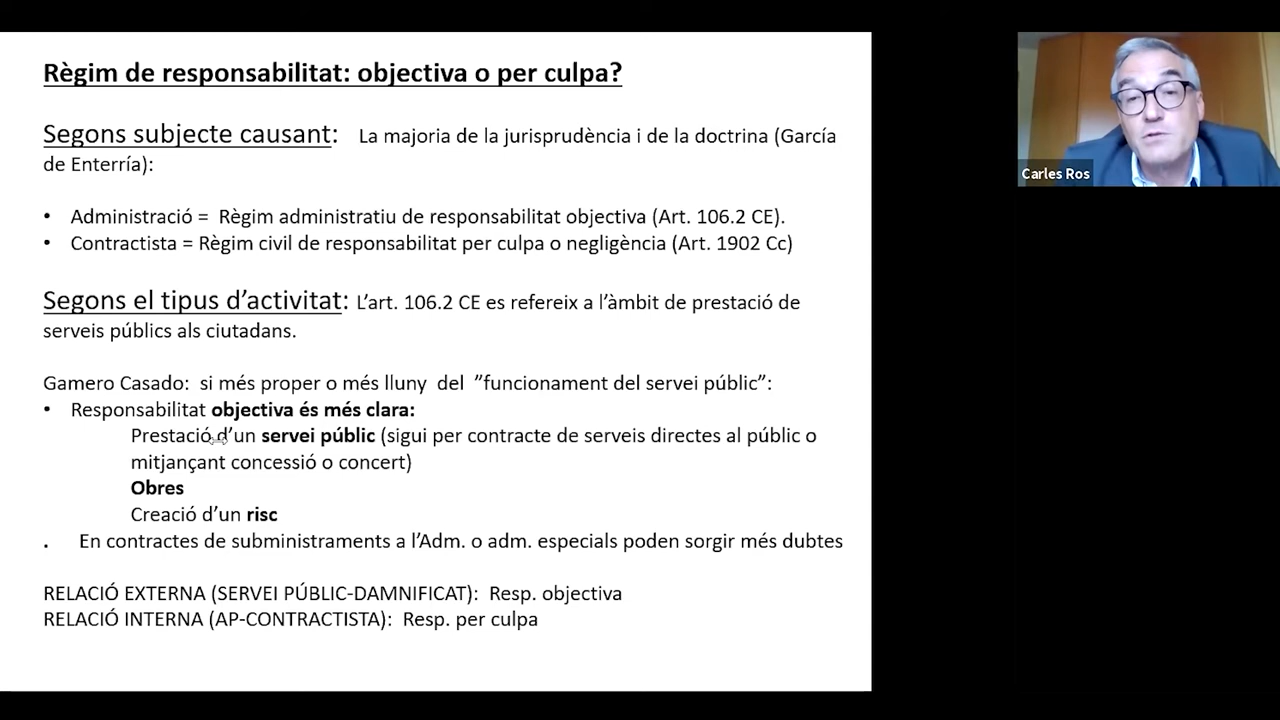 Règim de responsabilitat: objectiva o per culpa?
Segons subjecte causant: La majoria de la jurisprudència i de la doctrina (García
de Enterría):
• Administració = Règim administratiu de responsabilitat objectiva (Art. 106.2 CE).
• Contractista = Règim civil de responsabilitat per culpa o negligència (Art. 1902 Cc)
Segons el tipus d’activitat: L’art. 106.2 CE es refereix a l’àmbit de prestació de
serveis públics als ciutadans.
Gamero Casado: si més proper o més lluny del ”funcionament del servei públic”:
• Responsabilitat objectiva és més clara:
Prestació d’un servei públic (sigui per contracte de serveis directes al públic o
mitjançant concessió o concert)
Obres
Creació d’un risc
. En contractes de subministraments a l’Adm. o adm. especials poden sorgir més dubtes
RELACIÓ EXTERNA (SERVEI PÚBLIC-DAMNIFICAT): Resp. objectiva
RELACIÓ INTERNA (AP-CONTRACTISTA): Resp. per culpa
Carles Ros